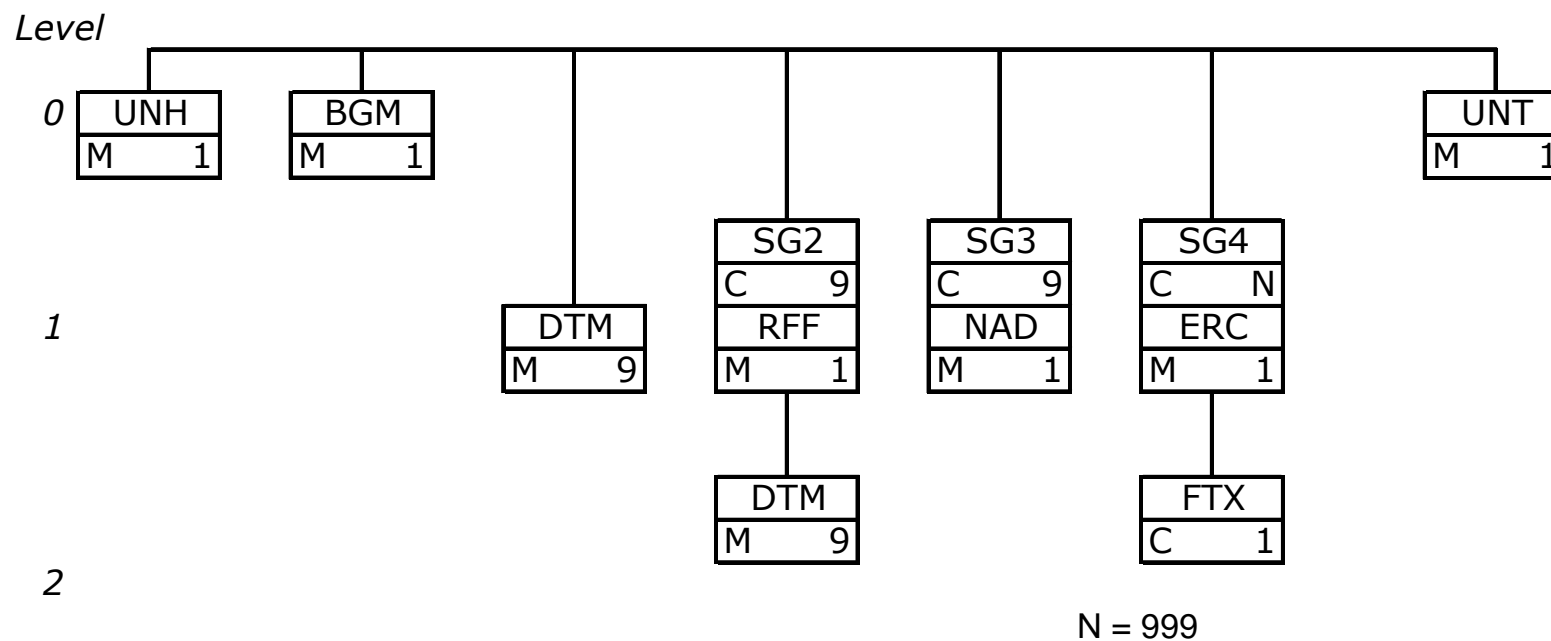 Level
0 UNH BGM UNT
M 1 M 1 M 1
SG2 SG3 SG4
C 9 C 9 C N
1 DTM RFF NAD ERC
M 9 M 1 M 1 M 1
DTM FTX
M 9 C 1
2
N = 999